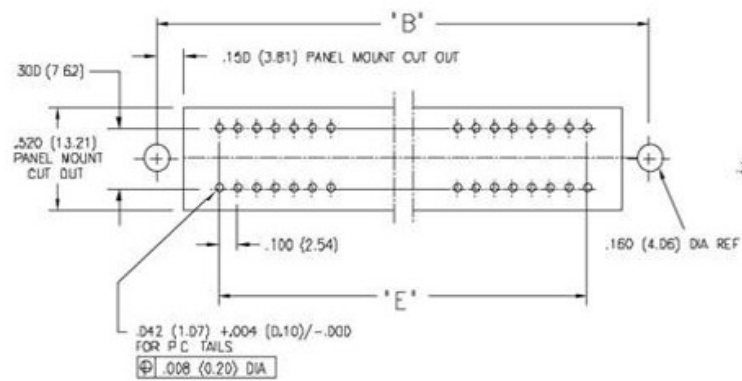 "B"
.150 (3.81) PANEL MOUNT CUT OUT
.300 (7.62)
.520 (13.21)
PANEL MOUNT
CUT OUT
.100 (2.54)
.160 (4.06) DIA REF
"E"
.042 (1.07) +.004 (0.10)/-.000
FOR P C TAILS
⌖ .008 (0.20) DIA